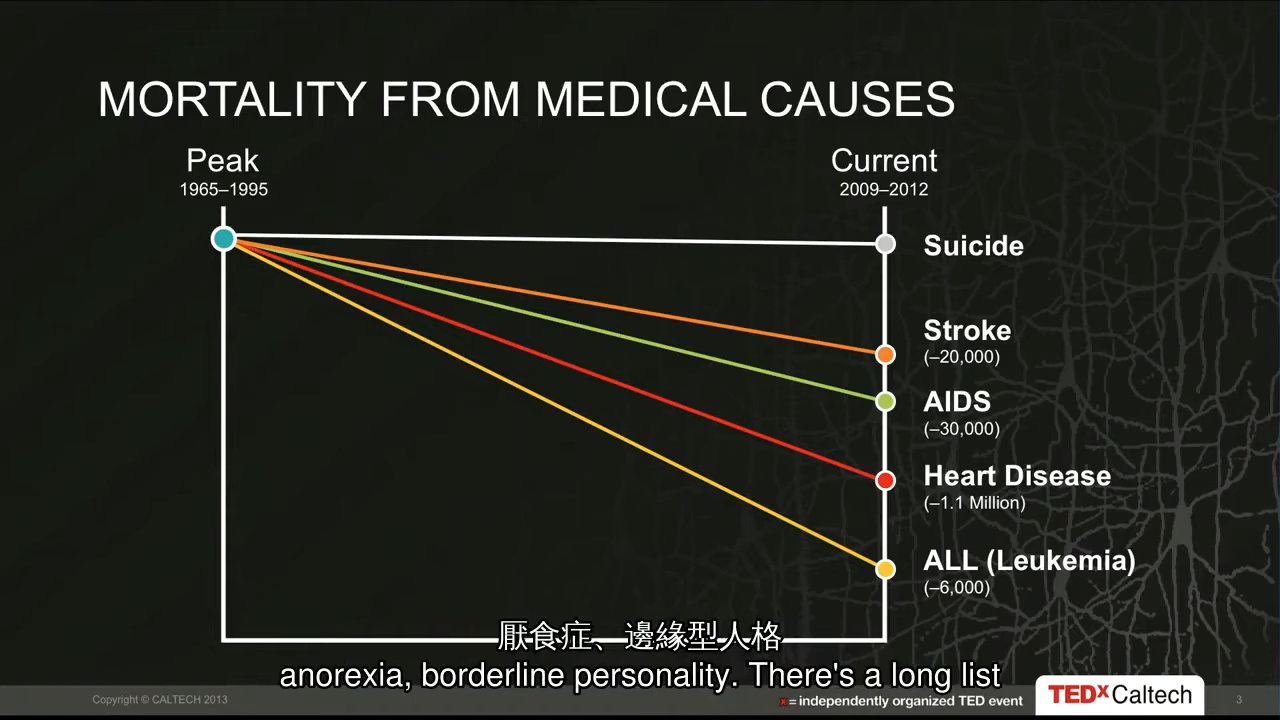 MORTALITY FROM MEDICAL CAUSES
Peak
1965–1995
Current
2009–2012
Suicide
Stroke
(–20,000)
AIDS
(–30,000)
Heart Disease
(–1.1 Million)
ALL (Leukemia)
(–6,000)
厭食症、邊緣型人格
anorexia, borderline personality. There's a long list
Copyright © CALTECH 2013
x = independently organized TED event
TEDxCaltech
3